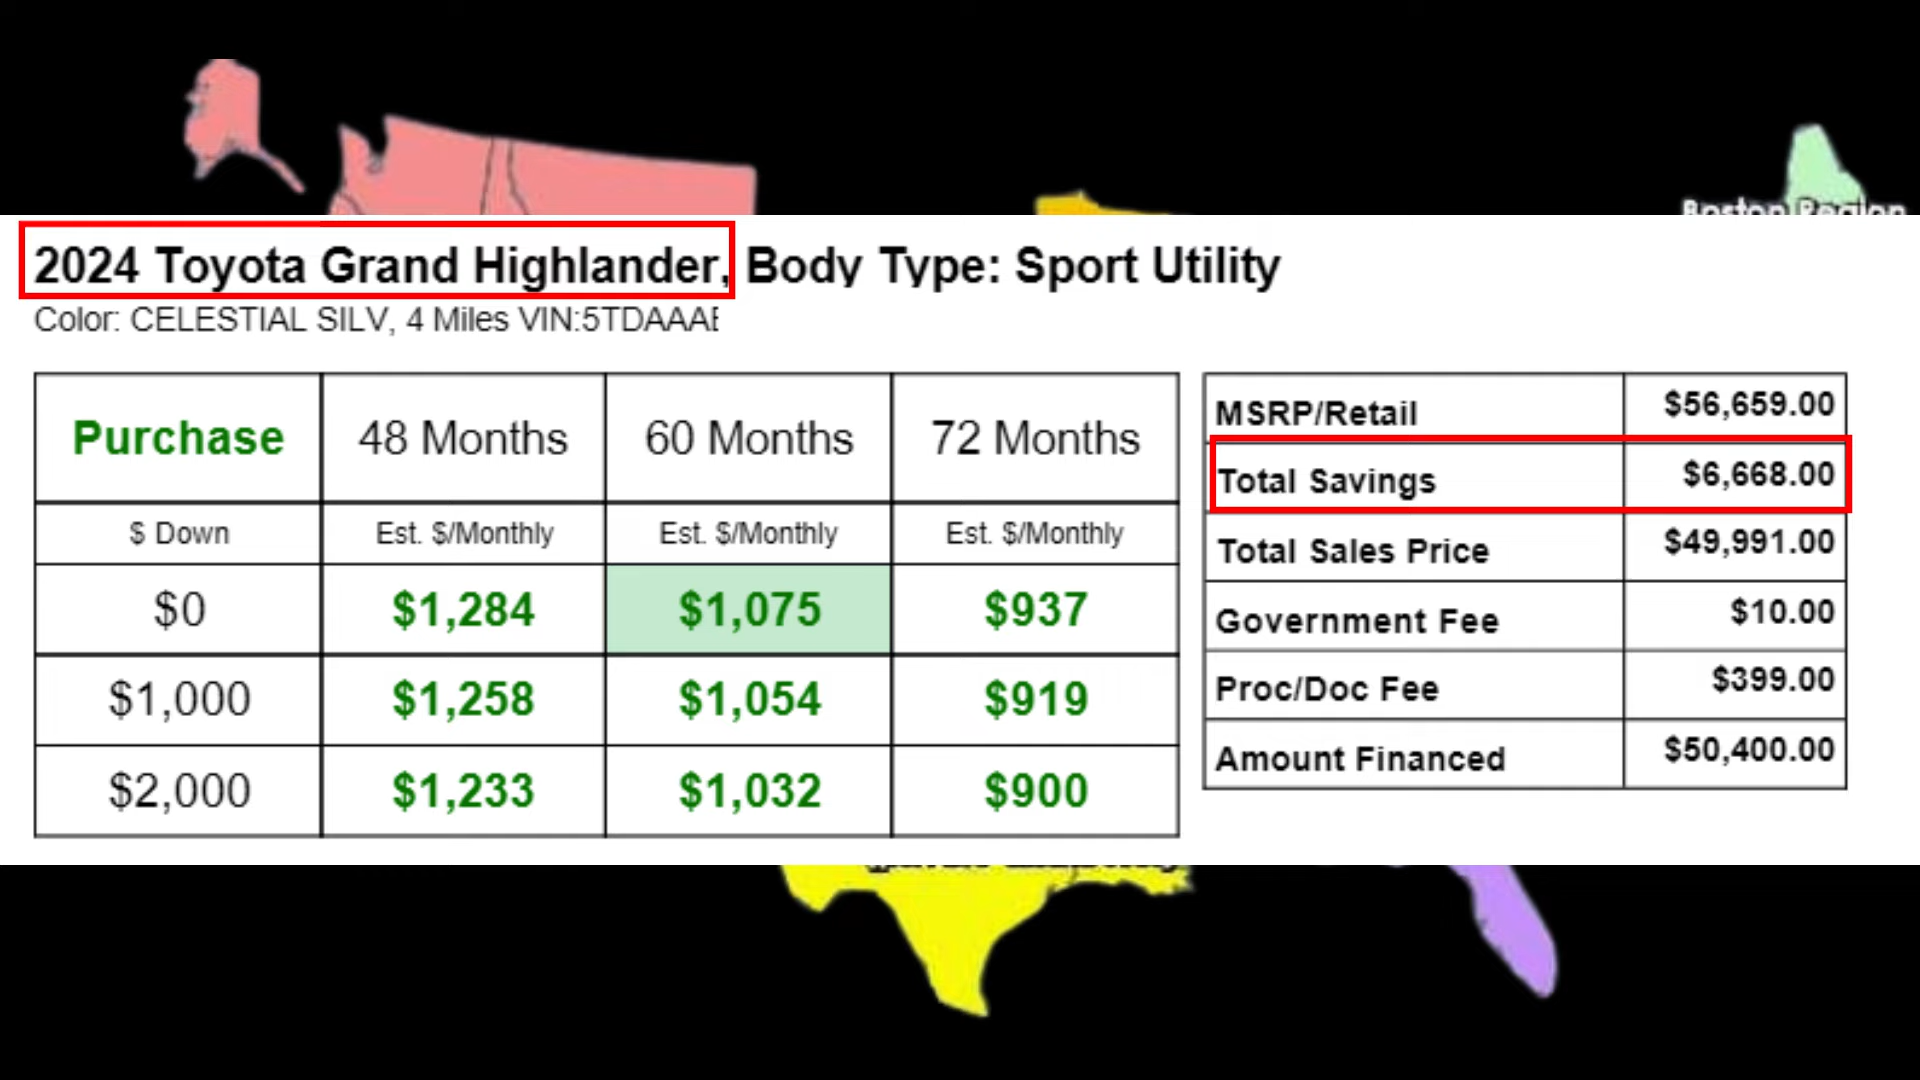 Boston Region
2024 Toyota Grand Highlander, Body Type: Sport Utility
Color: CELESTIAL SILV, 4 Miles VIN:5TDAAAE
Purchase 48 Months 60 Months 72 Months
$ Down Est. $/Monthly Est. $/Monthly Est. $/Monthly
$0 $1,284 $1,075 $937
$1,000 $1,258 $1,054 $919
$2,000 $1,233 $1,032 $900
MSRP/Retail $56,659.00
Total Savings $6,668.00
Total Sales Price $49,991.00
Government Fee $10.00
Proc/Doc Fee $399.00
Amount Financed $50,400.00